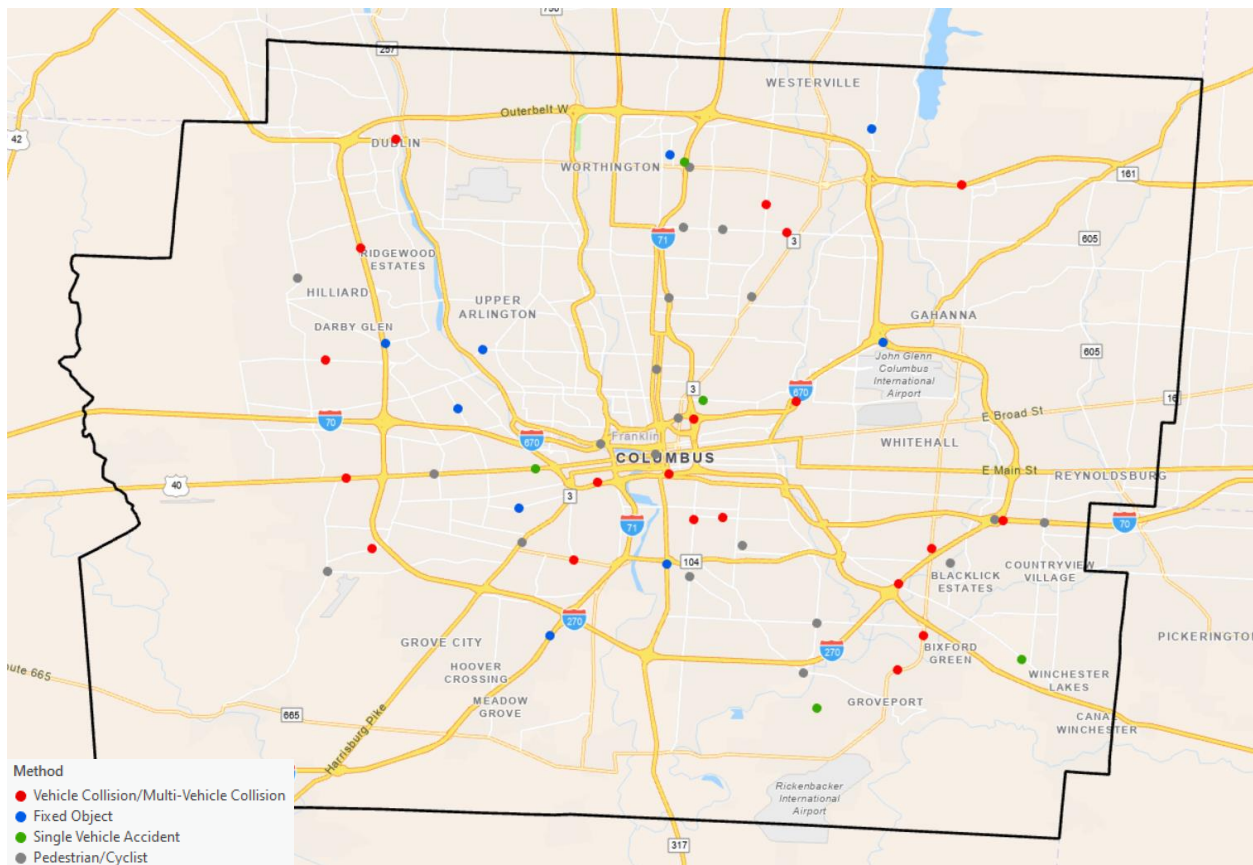 750
257
WESTERVILLE
Outerbelt W
42
DUBLIN
WORTHINGTON
161
71
3
605
RIDGEWOOD
ESTATES
HILLIARD
UPPER
ARLINGTON
GAHANNA
DARBY GLEN
John Glenn
Columbus
International
Airport
605
3
670
16
E Broad St
70
670
Franklin
WHITEHALL
COLUMBUS
E Main St
REYNOLDSBURG
40
3
71
70
104
COUNTRYVIEW
VILLAGE
BLACKLICK
ESTATES
270
GROVE CITY
270
BIXFORD
GREEN
PICKERINGTON
HOOVER
CROSSING
WINCHESTER
LAKES
Route 665
MEADOW
GROVE
GROVEPORT
665
Harrisburg Pike
CANAL
WINCHESTER
Rickenbacker
International
Airport
317
Method
Vehicle Collision/Multi-Vehicle Collision
Fixed Object
Single Vehicle Accident
Pedestrian/Cyclist